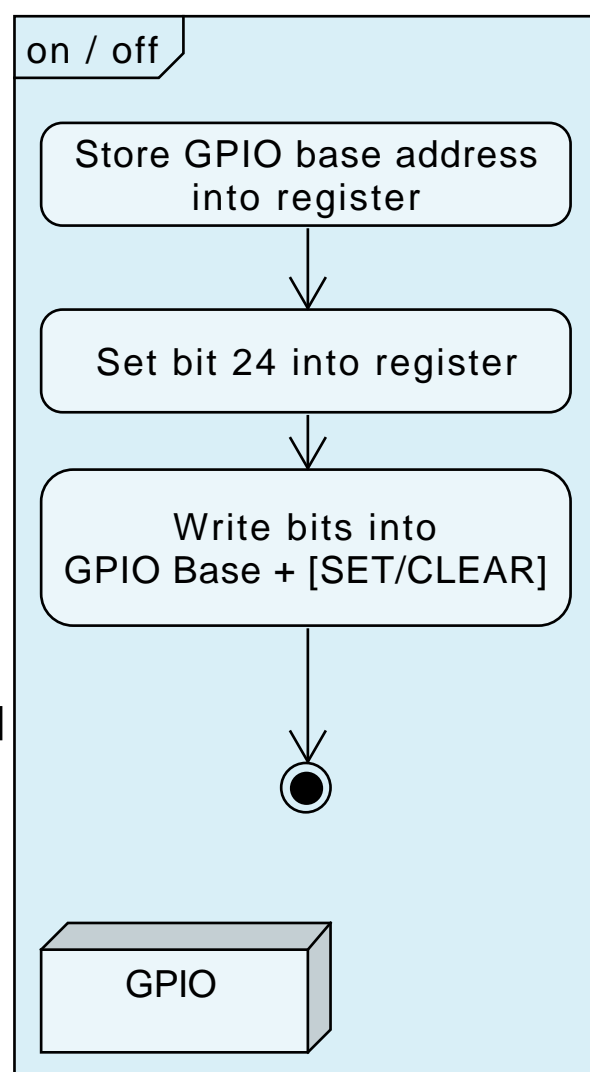 on / off
Store GPIO base address
into register
Set bit 24 into register
Write bits into
GPIO Base + [SET/CLEAR]
GPIO